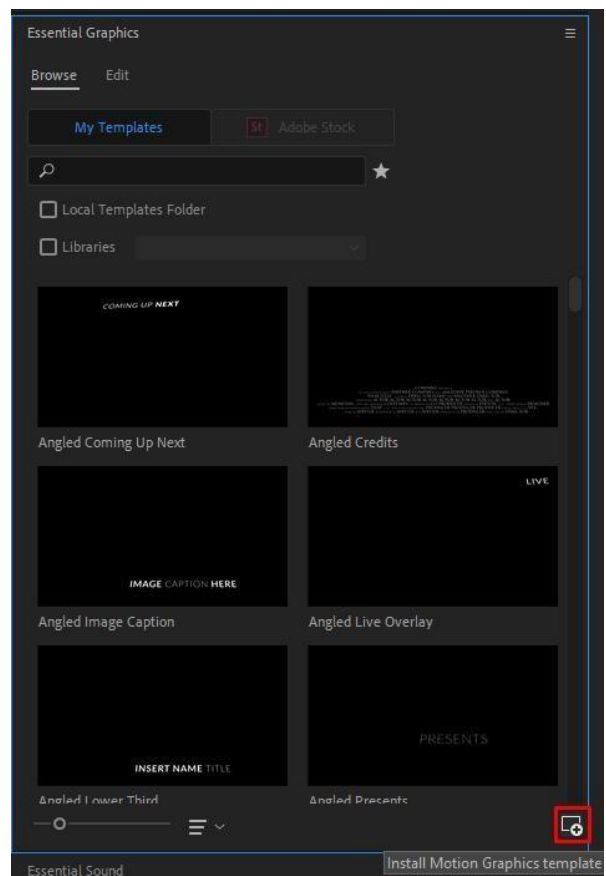 Essential Graphics
Browse Edit
My Templates St Adobe Stock
Local Templates Folder
Libraries
COMING UP NEXT
Angled Coming Up Next Angled Credits
LIVE
IMAGE CAPTION HERE
Angled Image Caption Angled Live Overlay
PRESENTS
INSERT NAME TITLE
Angled Lower Third Angled Presents
Install Motion Graphics template
Essential Sound